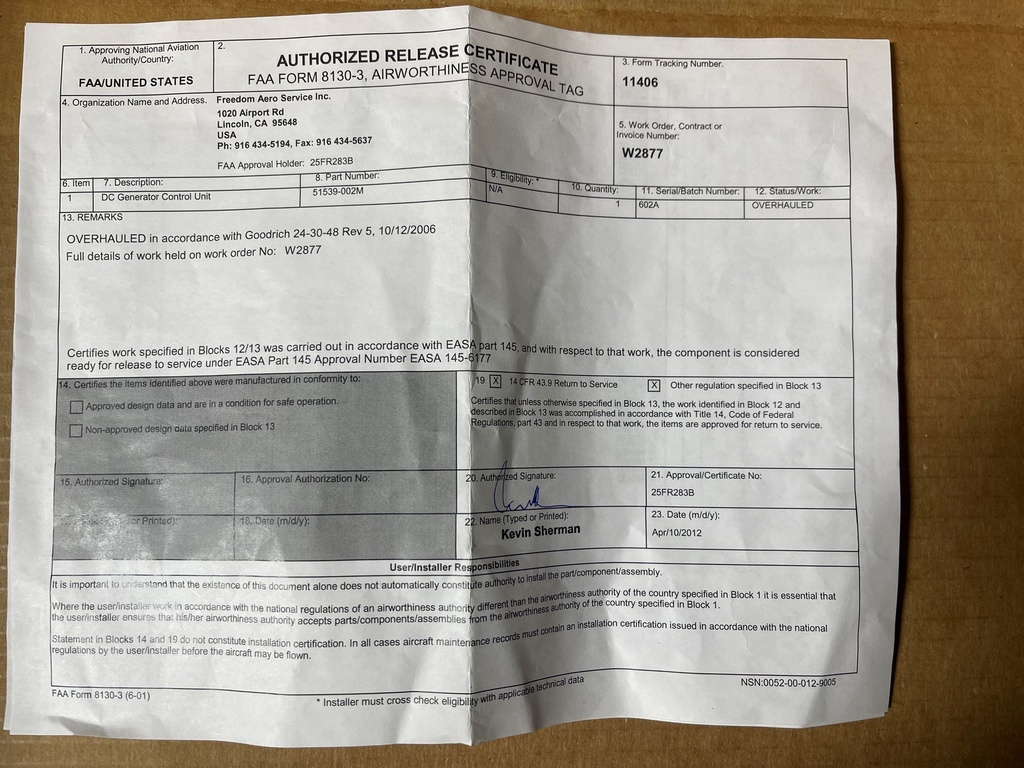 1. Approving National Aviation
Authority/Country:
FAA/UNITED STATES
2.
AUTHORIZED RELEASE CERTIFICATE
FAA FORM 8130-3, AIRWORTHINESS APPROVAL TAG
3. Form Tracking Number.
11406
4. Organization Name and Address.
Freedom Aero Service Inc.
1020 Airport Rd
Lincoln, CA 95648
USA
Ph: 916 434-5194, Fax: 916 434-5637
FAA Approval Holder: 25FR283B
5. Work Order, Contract or
Invoice Number:
W2877
6. Item
7. Description:
8. Part Number:
9. Eligibility: *
10. Quantity:
11. Serial/Batch Number:
12. Status/Work:
1
DC Generator Control Unit
51539-002M
N/A
1
602A
OVERHAULED
13. REMARKS
OVERHAULED in accordance with Goodrich 24-30-48 Rev 5, 10/12/2006
Full details of work held on work order No: W2877
Certifies work specified in Blocks 12/13 was carried out in accordance with EASA part 145, and with respect to that work, the component is considered
ready for release to service under EASA Part 145 Approval Number EASA 145-6177
14. Certifies the items identified above were manufactured in conformity to:
Approved design data and are in a condition for safe operation.
Non-approved design data specified in Block 13
19. X 14 CFR 43.9 Return to Service X Other regulation specified in Block 13
Certifies that unless otherwise specified in Block 13, the work identified in Block 12 and
described in Block 13 was accomplished in accordance with Title 14, Code of Federal
Regulations, part 43 and in respect to that work, the items are approved for return to service.
15. Authorized Signature:
16. Approval Authorization No:
20. Authorized Signature:
21. Approval/Certificate No:
25FR283B
or Printed):
18. Date (m/d/y):
22. Name (Typed or Printed):
Kevin Sherman
23. Date (m/d/y):
Apr/10/2012
User/Installer Responsibilities
It is important to understand that the existence of this document alone does not automatically constitute authority to install the part/component/assembly.
Where the user/installer work in accordance with the national regulations of an airworthiness authority different than the airworthiness authority of the country specified in Block 1 it is essential that
the user/installer ensures that his/her airworthiness authority accepts parts/components/assemblies from the airworthiness authority of the country specified in Block 1.
Statement in Blocks 14 and 19 do not constitute installation certification. In all cases aircraft maintenance records must contain an installation certification issued in accordance with the national
regulations by the user/installer before the aircraft may be flown.
FAA Form 8130-3 (6-01)
* Installer must cross check eligibility with applicable technical data
NSN:0052-00-012-9005